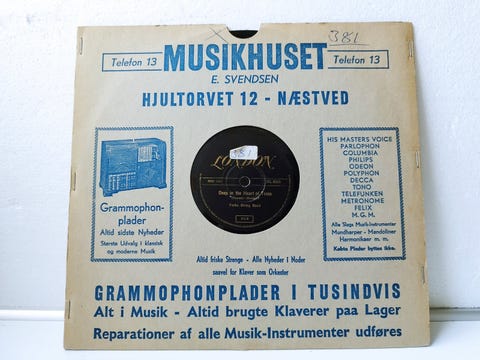 381
Telefon 13
MUSIKHUSET
Telefon 13
E. SVENDSEN
HJULTORVET 12 - NÆSTVED
Grammophon-
plader
Altid sidste Nyheder
Største Udvalg i klassisk
og moderne Musik
LONDON
Deep in the Heart of Texas
HIS MASTERS VOICE
PARLOPHON
COLUMBIA
PHILIPS
ODEON
POLYPHON
DECCA
TONO
TELEFUNKEN
METRONOME
FELIX
M.G.M.
Alle Slags Musik-Instrumenter
Mundharper - Mandoliner
Harmonikaer m. m.
Købte Plader byttes ikke.
Altid friske Strenge - Alle Nyheder i Noder
saavel for Klaver som Orkester
GRAMMOPHONPLADER I TUSINDVIS
Alt i Musik - Altid brugte Klaverer paa Lager
Reparationer af alle Musik-Instrumenter udføres